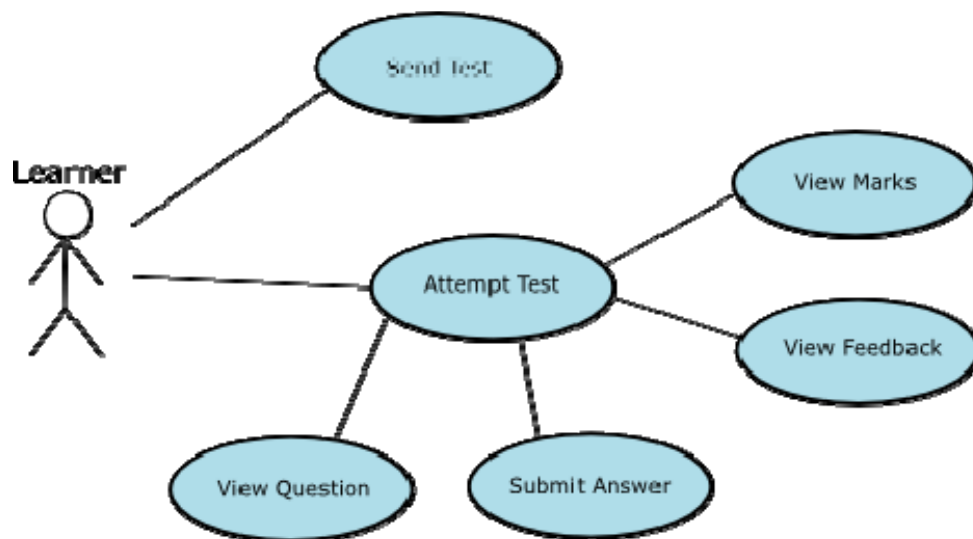 Send Test
Learner
View Marks
Attempt Test
View Feedback
View Question
Submit Answer